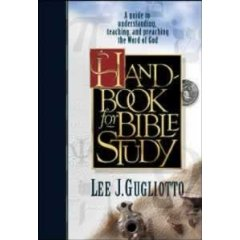 A guide to
understanding,
teaching, and preaching
the Word of God
HAND-
BOOK
for BIBLE
STUDY
LEE J. GUGLIOTTO